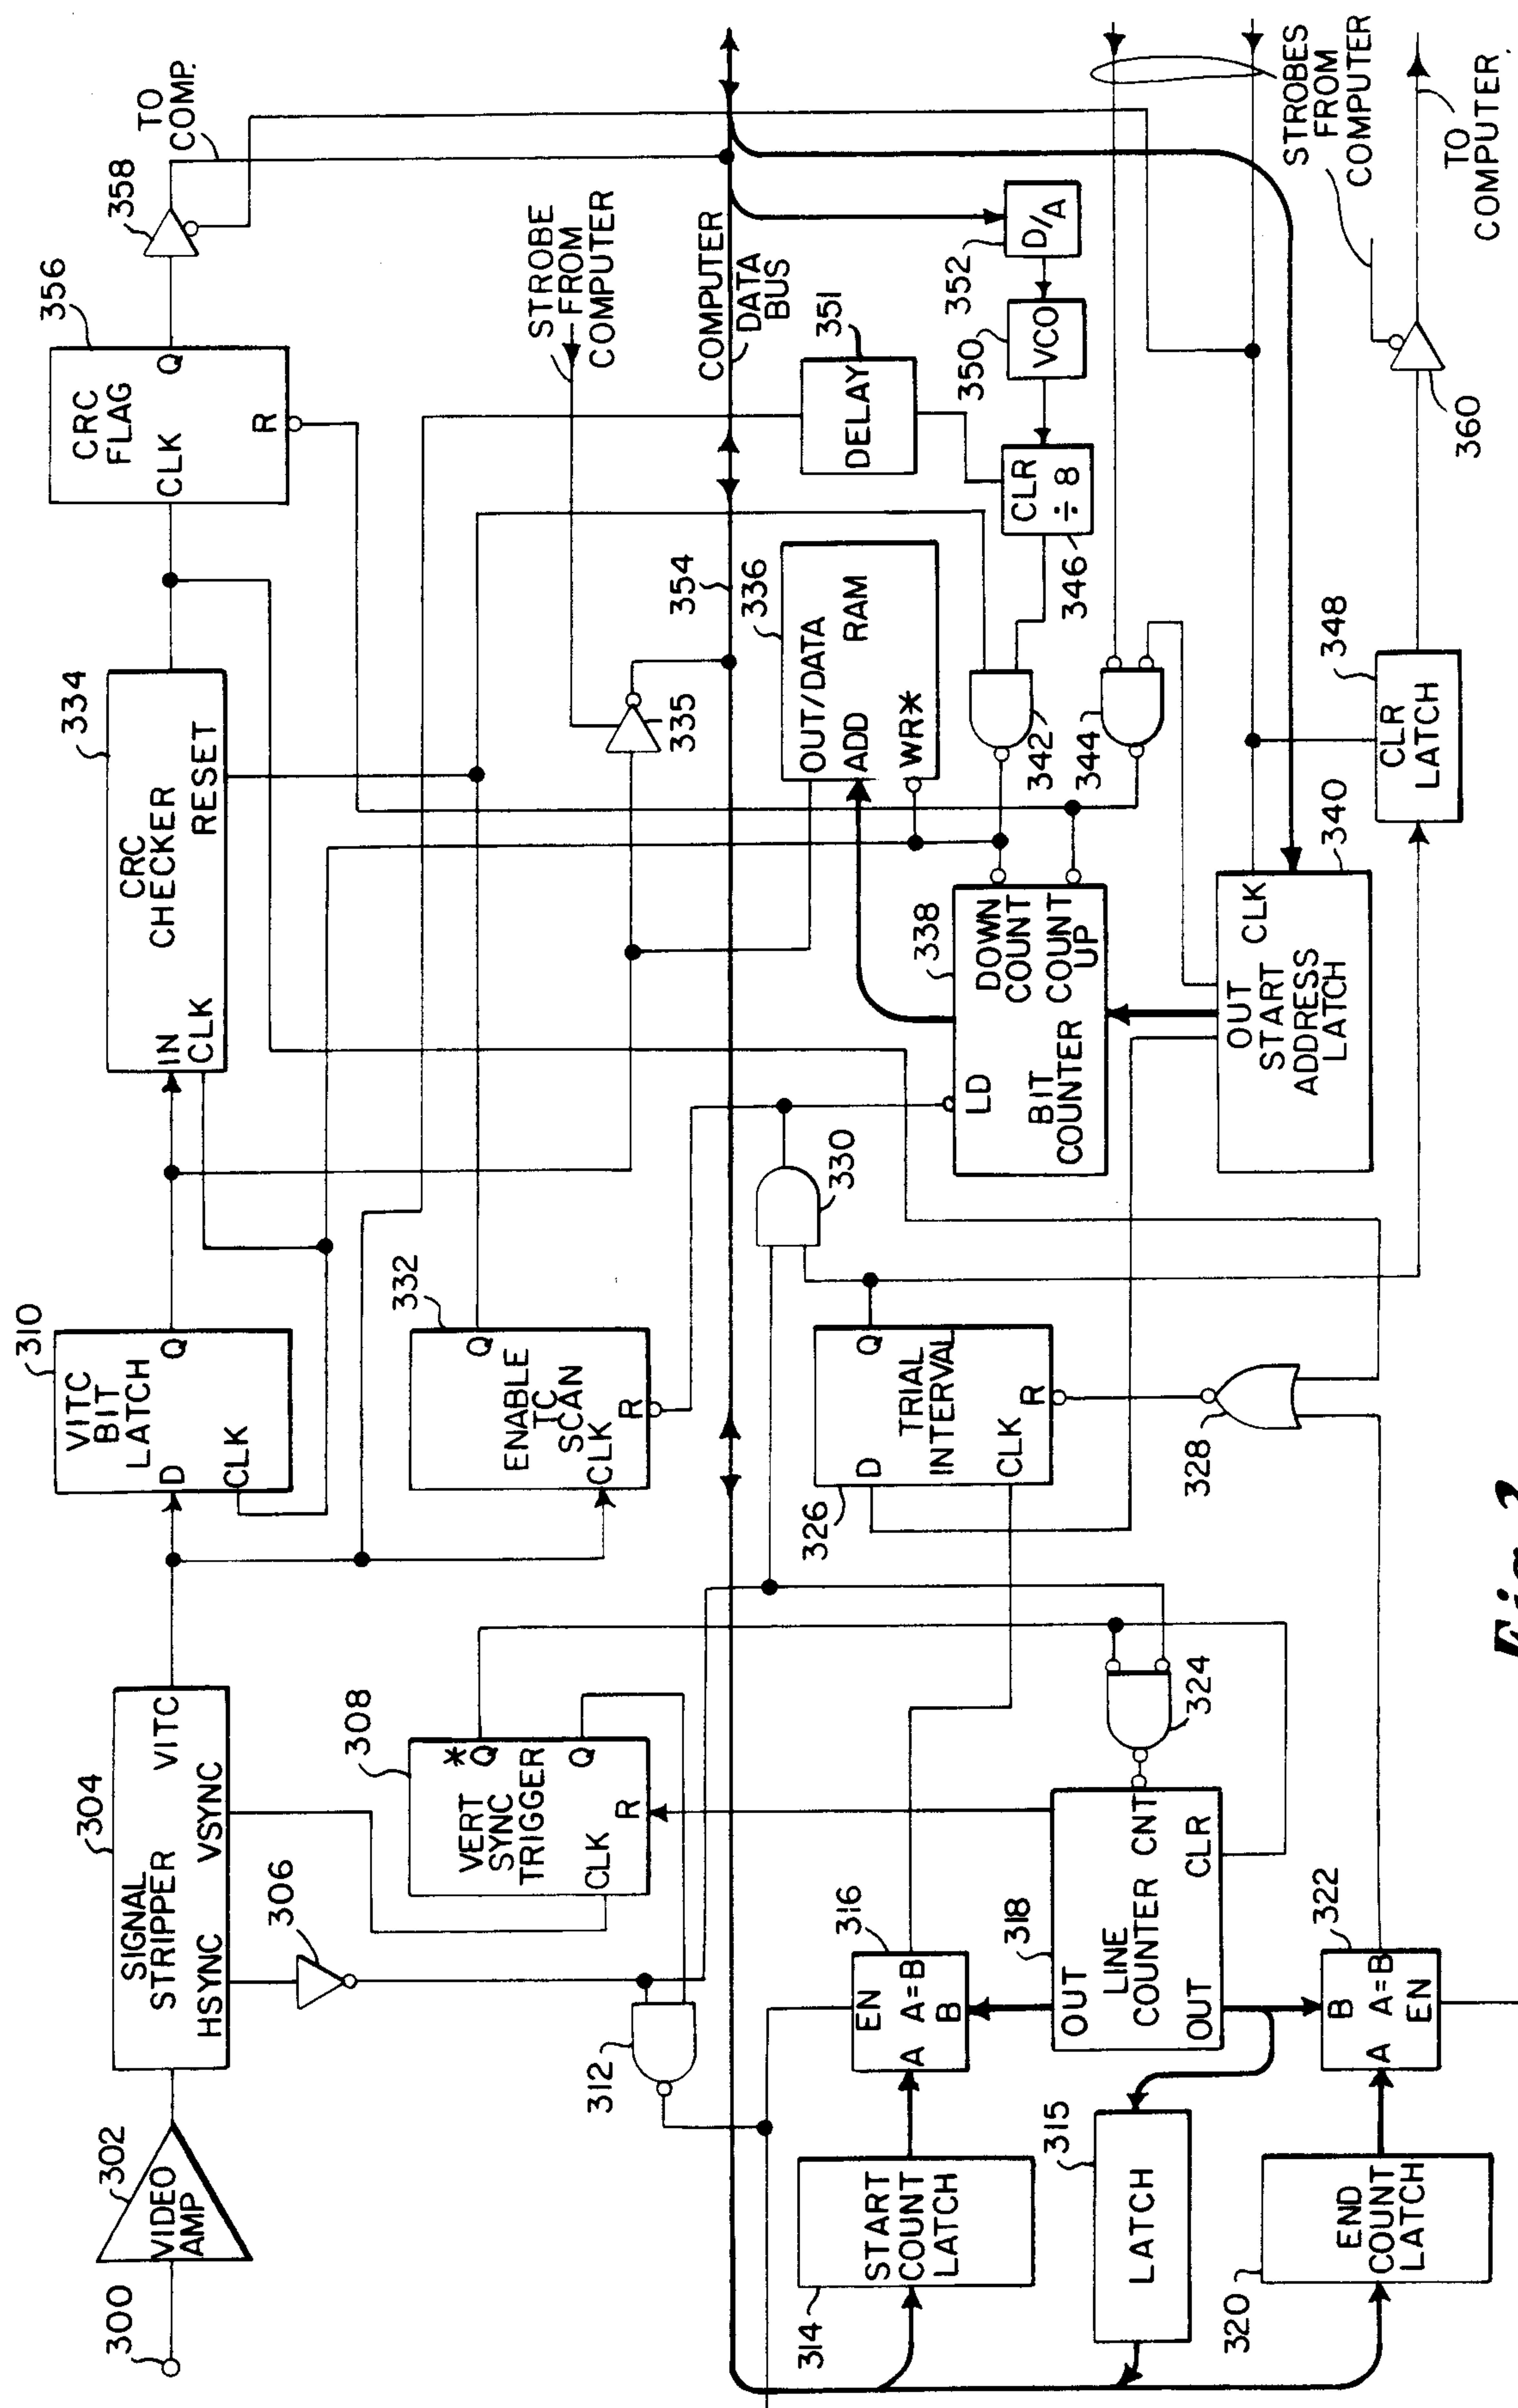 300
302
VIDEO
AMP
304
SIGNAL
STRIPPER
HSYNC
VSYNC
VITC
306
308
VERT
SYNC
TRIGGER
*
Q
Q
CLK
R
310
VITC
BIT
LATCH
D
Q
CLK
332
ENABLE
TC
SCAN
CLK
Q
R
334
CRC
CHECKER
IN
CLK
RESET
356
CRC
FLAG
CLK
Q
R
358
TO
COMP.
STROBE
FROM
COMPUTER
335
354
COMPUTER
DATA
BUS
312
314
START
COUNT
LATCH
315
LATCH
316
EN
A
A=B
B
318
OUT
LINE
COUNTER
CNT
OUT
CLR
320
END
COUNT
LATCH
322
B
A
A=B
EN
324
326
D
TRIAL
INTERVAL
CLK
Q
R
328
330
336
OUT/DATA
ADD
RAM
WR*
338
DOWN
COUNT
COUNT
UP
LD
BIT
COUNTER
340
OUT
START
ADDRESS
LATCH
CLK
342
344
346
CLR
÷ 8
348
CLR
LATCH
350
VCO
351
DELAY
352
D/A
STROBES
FROM
COMPUTER
360
TO
COMPUTER